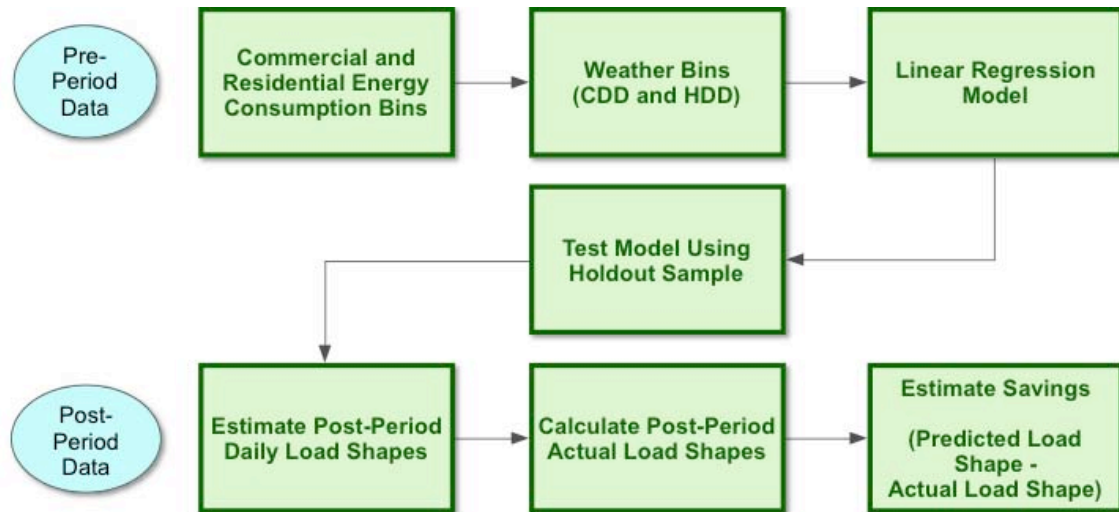 Pre-
Period
Data
Commercial and
Residential Energy
Consumption Bins
Weather Bins
(CDD and HDD)
Linear Regression
Model
Test Model Using
Holdout Sample
Post-
Period
Data
Estimate Post-Period
Daily Load Shapes
Calculate Post-Period
Actual Load Shapes
Estimate Savings
(Predicted Load
Shape -
Actual Load Shape)